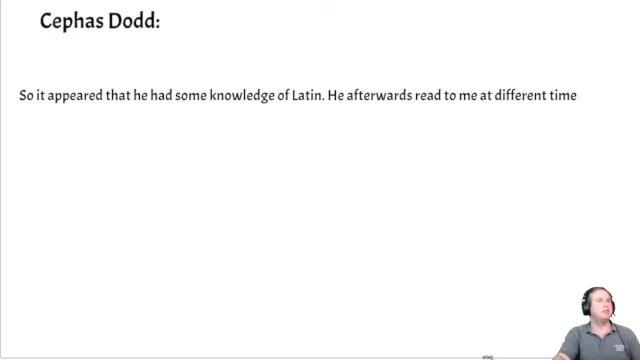 Cephas Dodd:
So it appeared that he had some knowledge of Latin. He afterwards read to me at different time